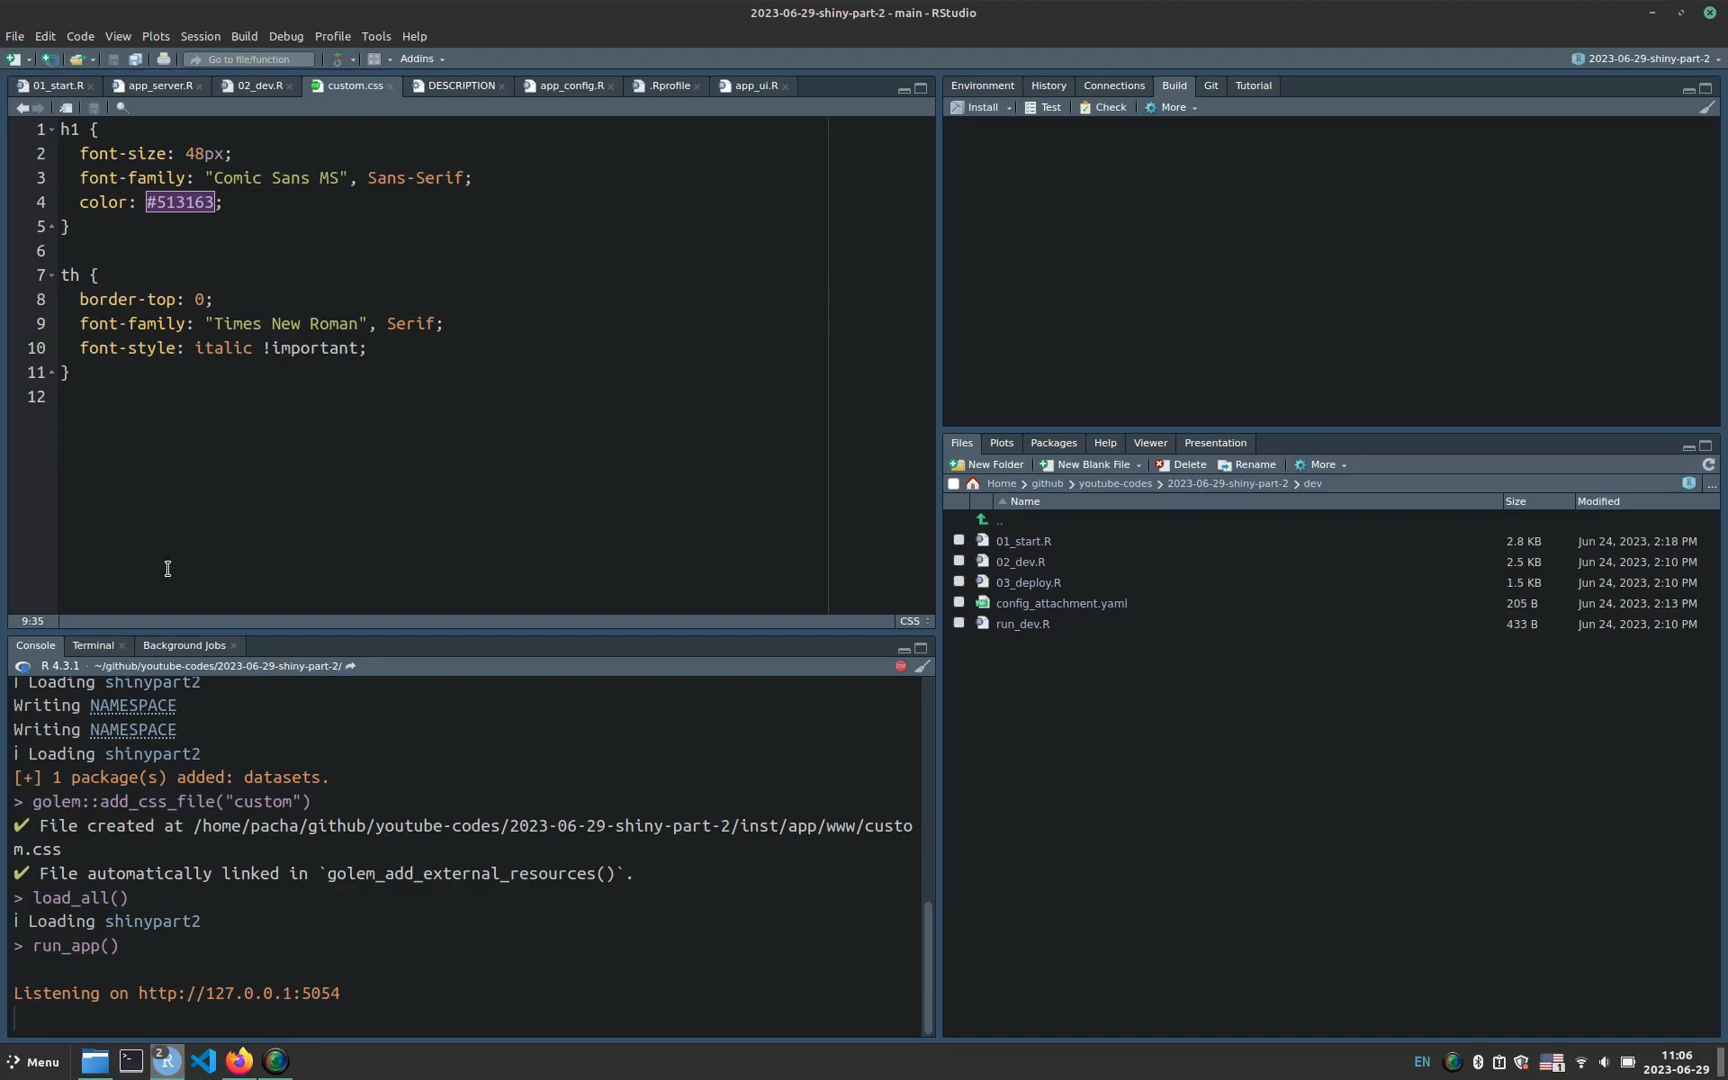 2023-06-29-shiny-part-2 - main - RStudio
File Edit Code View Plots Session Build Debug Profile Tools Help
Go to file/function Addins 2023-06-29-shiny-part-2
01_start.R app_server.R 02_dev.R custom.css DESCRIPTION app_config.R .Rprofile app_ui.R
1 h1 {
2 font-size: 48px;
3 font-family: "Comic Sans MS", Sans-Serif;
4 color: #513163;
5 }
6
7 th {
8 border-top: 0;
9 font-family: "Times New Roman", Serif;
10 font-style: italic !important;
11 }
12
9:35 CSS
Environment History Connections Build Git Tutorial
Install Test Check More
Files Plots Packages Help Viewer Presentation
New Folder New Blank File Delete Rename More
Home github youtube-codes 2023-06-29-shiny-part-2 dev ...
Name Size Modified
..
01_start.R 2.8 KB Jun 24, 2023, 2:18 PM
02_dev.R 2.5 KB Jun 24, 2023, 2:10 PM
03_deploy.R 1.5 KB Jun 24, 2023, 2:10 PM
config_attachment.yaml 205 B Jun 24, 2023, 2:13 PM
run_dev.R 433 B Jun 24, 2023, 2:10 PM
Console Terminal Background Jobs
R 4.3.1 · ~/github/youtube-codes/2023-06-29-shiny-part-2/
i Loading shinypart2
Writing NAMESPACE
Writing NAMESPACE
i Loading shinypart2
[+] 1 package(s) added: datasets.
> golem::add_css_file("custom")
✔ File created at /home/pacha/github/youtube-codes/2023-06-29-shiny-part-2/inst/app/www/custo
m.css
✔ File automatically linked in `golem_add_external_resources()`.
> load_all()
i Loading shinypart2
> run_app()
Listening on http://127.0.0.1:5054
Menu 2 EN 1 11:06
2023-06-29